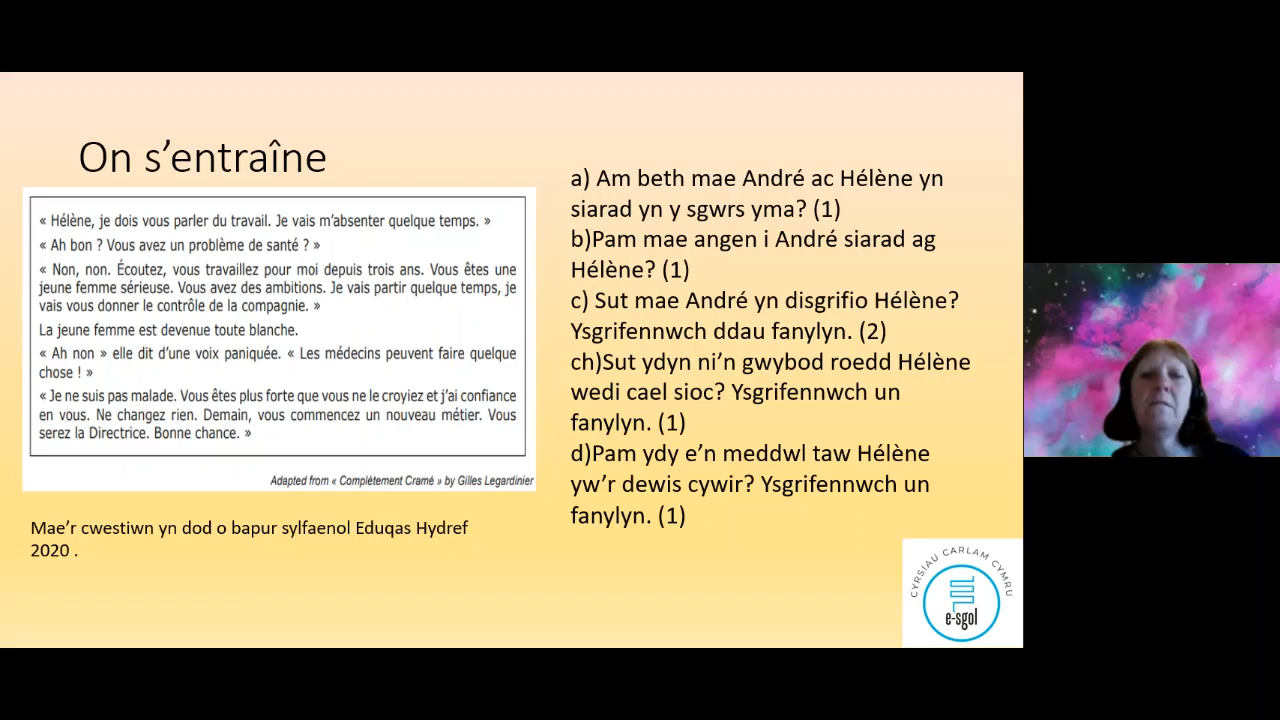 On s’entraîne
« Hélène, je dois vous parler du travail. Je vais m’absenter quelque temps. »
« Ah bon ? Vous avez un problème de santé ? »
« Non, non. Écoutez, vous travaillez pour moi depuis trois ans. Vous êtes une
jeune femme sérieuse. Vous avez des ambitions. Je vais partir quelque temps, je
vais vous donner le contrôle de la compagnie. »
La jeune femme est devenue toute blanche.
« Ah non » elle dit d’une voix paniquée. « Les médecins peuvent faire quelque
chose ! »
« Je ne suis pas malade. Vous êtes plus forte que vous ne le croyiez et j’ai confiance
en vous. Ne changez rien. Demain, vous commencez un nouveau métier. Vous
serez la Directrice. Bonne chance. »
Adapted from « Complètement Cramé » by Gilles Legardinier
Mae’r cwestiwn yn dod o bapur sylfaenol Eduqas Hydref
2020 .
a) Am beth mae André ac Hélène yn
siarad yn y sgwrs yma? (1)
b)Pam mae angen i André siarad ag
Hélène? (1)
c) Sut mae André yn disgrifio Hélène?
Ysgrifennwch ddau fanylyn. (2)
ch)Sut ydyn ni’n gwybod roedd Hélène
wedi cael sioc? Ysgrifennwch un
fanylyn. (1)
d)Pam ydy e’n meddwl taw Hélène
yw’r dewis cywir? Ysgrifennwch un
fanylyn. (1)
CYRSIAU CARLAM CYMRU
e-sgol